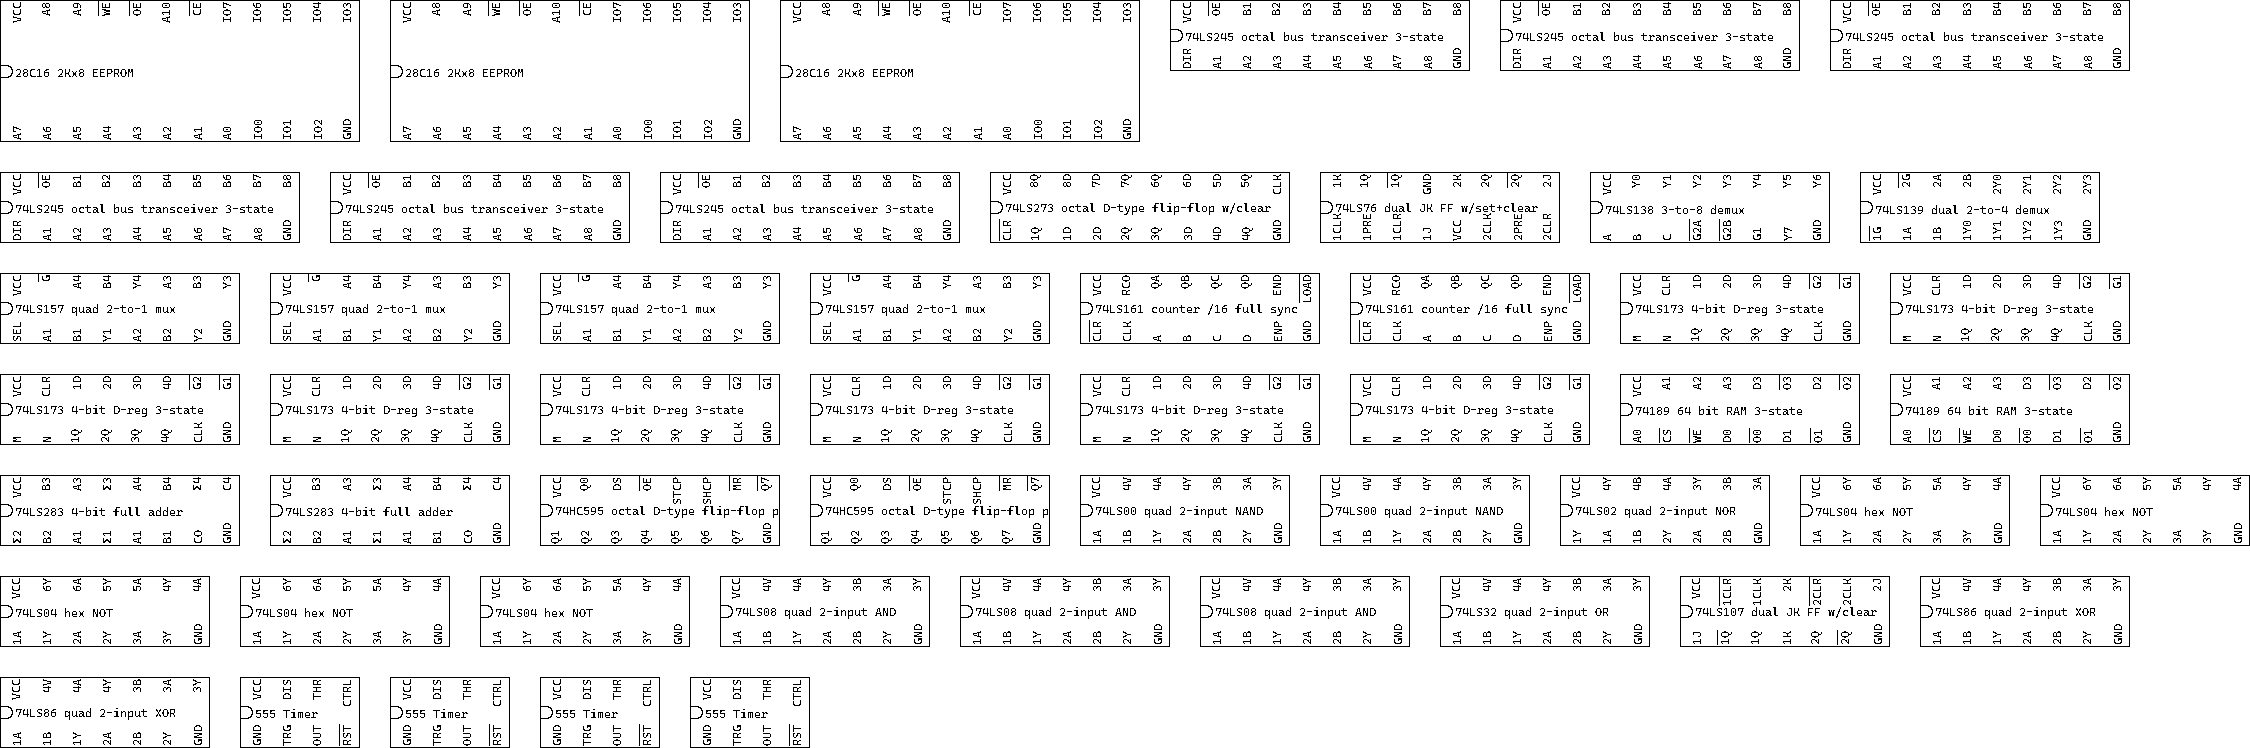 VCC A8 A9 WE OE A10 CE IO7 IO6 IO5 IO4 IO3
28C16 2Kx8 EEPROM
A7 A6 A5 A4 A3 A2 A1 A0 IO0 IO1 IO2 GND
VCC A8 A9 WE OE A10 CE IO7 IO6 IO5 IO4 IO3
28C16 2Kx8 EEPROM
A7 A6 A5 A4 A3 A2 A1 A0 IO0 IO1 IO2 GND
VCC A8 A9 WE OE A10 CE IO7 IO6 IO5 IO4 IO3
28C16 2Kx8 EEPROM
A7 A6 A5 A4 A3 A2 A1 A0 IO0 IO1 IO2 GND
VCC OE B1 B2 B3 B4 B5 B6 B7 B8
74LS245 octal bus transceiver 3-state
DIR A1 A2 A3 A4 A5 A6 A7 A8 GND
VCC OE B1 B2 B3 B4 B5 B6 B7 B8
74LS245 octal bus transceiver 3-state
DIR A1 A2 A3 A4 A5 A6 A7 A8 GND
VCC OE B1 B2 B3 B4 B5 B6 B7 B8
74LS245 octal bus transceiver 3-state
DIR A1 A2 A3 A4 A5 A6 A7 A8 GND
VCC OE B1 B2 B3 B4 B5 B6 B7 B8
74LS245 octal bus transceiver 3-state
DIR A1 A2 A3 A4 A5 A6 A7 A8 GND
VCC OE B1 B2 B3 B4 B5 B6 B7 B8
74LS245 octal bus transceiver 3-state
DIR A1 A2 A3 A4 A5 A6 A7 A8 GND
VCC OE B1 B2 B3 B4 B5 B6 B7 B8
74LS245 octal bus transceiver 3-state
DIR A1 A2 A3 A4 A5 A6 A7 A8 GND
VCC 8Q 8D 7D 7Q 6Q 6D 5D 5Q CLK
74LS273 octal D-type flip-flop w/clear
CLR 1Q 1D 2D 2Q 3Q 3D 4D 4Q GND
1K 1Q 1Q GND 2K 2Q 2Q 2J
74LS76 dual JK FF w/set+clear
1CLK 1PRE 1CLR 1J VCC 2CLK 2PRE 2CLR
VCC Y0 Y1 Y2 Y3 Y4 Y5 Y6
74LS138 3-to-8 demux
A B C G2A G2B G1 Y7 GND
VCC 2G 2A 2B 2Y0 2Y1 2Y2 2Y3
74LS139 dual 2-to-4 demux
1G 1A 1B 1Y0 1Y1 1Y2 1Y3 GND
VCC G A4 B4 Y4 A3 B3 Y3
74LS157 quad 2-to-1 mux
SEL A1 B1 Y1 A2 B2 Y2 GND
VCC G A4 B4 Y4 A3 B3 Y3
74LS157 quad 2-to-1 mux
SEL A1 B1 Y1 A2 B2 Y2 GND
VCC G A4 B4 Y4 A3 B3 Y3
74LS157 quad 2-to-1 mux
SEL A1 B1 Y1 A2 B2 Y2 GND
VCC G A4 B4 Y4 A3 B3 Y3
74LS157 quad 2-to-1 mux
SEL A1 B1 Y1 A2 B2 Y2 GND
VCC RCO QA QB QC QD END LOAD
74LS161 counter /16 full sync
CLR CLK A B C D ENP GND
VCC RCO QA QB QC QD END LOAD
74LS161 counter /16 full sync
CLR CLK A B C D ENP GND
VCC CLR 1D 2D 3D 4D G2 G1
74LS173 4-bit D-reg 3-state
M N 1Q 2Q 3Q 4Q CLK GND
VCC CLR 1D 2D 3D 4D G2 G1
74LS173 4-bit D-reg 3-state
M N 1Q 2Q 3Q 4Q CLK GND
VCC CLR 1D 2D 3D 4D G2 G1
74LS173 4-bit D-reg 3-state
M N 1Q 2Q 3Q 4Q CLK GND
VCC CLR 1D 2D 3D 4D G2 G1
74LS173 4-bit D-reg 3-state
M N 1Q 2Q 3Q 4Q CLK GND
VCC CLR 1D 2D 3D 4D G2 G1
74LS173 4-bit D-reg 3-state
M N 1Q 2Q 3Q 4Q CLK GND
VCC CLR 1D 2D 3D 4D G2 G1
74LS173 4-bit D-reg 3-state
M N 1Q 2Q 3Q 4Q CLK GND
VCC CLR 1D 2D 3D 4D G2 G1
74LS173 4-bit D-reg 3-state
M N 1Q 2Q 3Q 4Q CLK GND
VCC CLR 1D 2D 3D 4D G2 G1
74LS173 4-bit D-reg 3-state
M N 1Q 2Q 3Q 4Q CLK GND
VCC A1 A2 A3 D3 O3 D2 O2
74189 64 bit RAM 3-state
A0 CS WE D0 O0 D1 O1 GND
VCC A1 A2 A3 D3 O3 D2 O2
74189 64 bit RAM 3-state
A0 CS WE D0 O0 D1 O1 GND
VCC B3 A3 Σ3 A4 B4 Σ4 C4
74LS283 4-bit full adder
Σ2 B2 A1 Σ1 A1 B1 C0 GND
VCC B3 A3 Σ3 A4 B4 Σ4 C4
74LS283 4-bit full adder
Σ2 B2 A1 Σ1 A1 B1 C0 GND
VCC Q0 DS OE STCP SHCP MR Q7
74HC595 octal D-type flip-flop p
Q1 Q2 Q3 Q4 Q5 Q6 Q7 GND
VCC Q0 DS OE STCP SHCP MR Q7
74HC595 octal D-type flip-flop p
Q1 Q2 Q3 Q4 Q5 Q6 Q7 GND
VCC 4V 4A 4Y 3B 3A 3Y
74LS00 quad 2-input NAND
1A 1B 1Y 2A 2B 2Y GND
VCC 4V 4A 4Y 3B 3A 3Y
74LS00 quad 2-input NAND
1A 1B 1Y 2A 2B 2Y GND
VCC 4Y 4B 4A 3Y 3B 3A
74LS02 quad 2-input NOR
1Y 1A 1B 2Y 2A 2B GND
VCC 6Y 6A 5Y 5A 4Y 4A
74LS04 hex NOT
1A 1Y 2A 2Y 3A 3Y GND
VCC 6Y 6A 5Y 5A 4Y 4A
74LS04 hex NOT
1A 1Y 2A 2Y 3A 3Y GND
VCC 6Y 6A 5Y 5A 4Y 4A
74LS04 hex NOT
1A 1Y 2A 2Y 3A 3Y GND
VCC 6Y 6A 5Y 5A 4Y 4A
74LS04 hex NOT
1A 1Y 2A 2Y 3A 3Y GND
VCC 6Y 6A 5Y 5A 4Y 4A
74LS04 hex NOT
1A 1Y 2A 2Y 3A 3Y GND
VCC 4V 4A 4Y 3B 3A 3Y
74LS08 quad 2-input AND
1A 1B 1Y 2A 2B 2Y GND
VCC 4V 4A 4Y 3B 3A 3Y
74LS08 quad 2-input AND
1A 1B 1Y 2A 2B 2Y GND
VCC 4V 4A 4Y 3B 3A 3Y
74LS08 quad 2-input AND
1A 1B 1Y 2A 2B 2Y GND
VCC 4V 4A 4Y 3B 3A 3Y
74LS32 quad 2-input OR
1A 1B 1Y 2A 2B 2Y GND
VCC 1CLR 1CLK 2K 2CLR 2CLK 2J
74LS107 dual JK FF w/clear
1J 1Q 1Q 1K 2Q 2Q GND
VCC 4V 4A 4Y 3B 3A 3Y
74LS86 quad 2-input XOR
1A 1B 1Y 2A 2B 2Y GND
VCC 4V 4A 4Y 3B 3A 3Y
74LS86 quad 2-input XOR
1A 1B 1Y 2A 2B 2Y GND
VCC DIS THR CTRL
555 Timer
GND TRG OUT RST
VCC DIS THR CTRL
555 Timer
GND TRG OUT RST
VCC DIS THR CTRL
555 Timer
GND TRG OUT RST
VCC DIS THR CTRL
555 Timer
GND TRG OUT RST